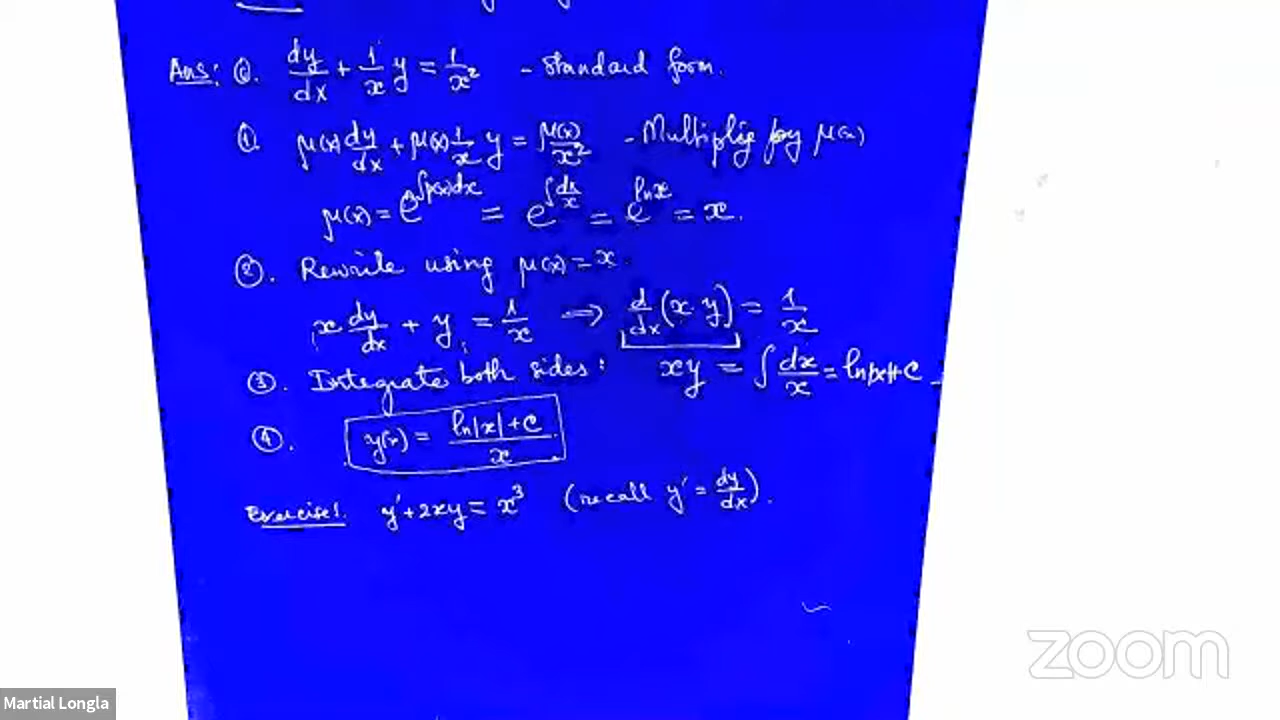 Ans: ⓪. dy/dx + 1/x y = 1/x² - Standard form.
①. μ(x) dy/dx + μ(x) 1/x y = μ(x)/x² - Multiply by μ(x)
μ(x) = e^∫p(x)dx = e^∫dx/x = e^lnx = x.
②. Rewrite using μ(x) = x.
x dy/dx + y = 1/x ⇒ d/dx (x·y) = 1/x
③. Integrate both sides: xy = ∫ dx/x = ln|x|+C
④. y(x) = ln|x|+C / x
Exercise1. y' + 2xy = x³ (recall y' = dy/dx).
zoom
Martial Longla